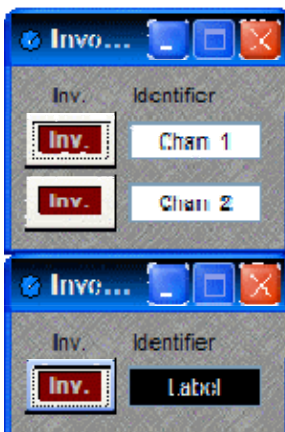 Invo...
Inv. Identifier
Inv. Chan 1
Inv. Chan 2
Invo...
Inv. Identifier
Inv. Label